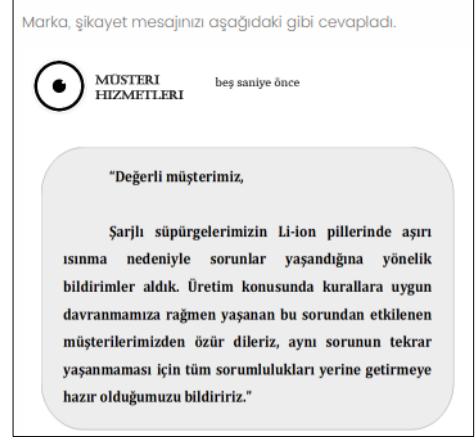 Marka, şikayet mesajınızı aşağıdaki gibi cevapladı.
MÜSTERI
HIZMETLERI
beş saniye önce
"Değerli müşterimiz,
Şarjlı süpürgelerimizin Li-ion pillerinde aşırı
ısınma nedeniyle sorunlar yaşandığına yönelik
bildirimler aldık. Üretim konusunda kurallara uygun
davranmamıza rağmen yaşanan bu sorundan etkilenen
müşterilerimizden özür dileriz, aynı sorunun tekrar
yaşanmaması için tüm sorumlulukları yerine getirmeye
hazır olduğumuzu bildiririz."